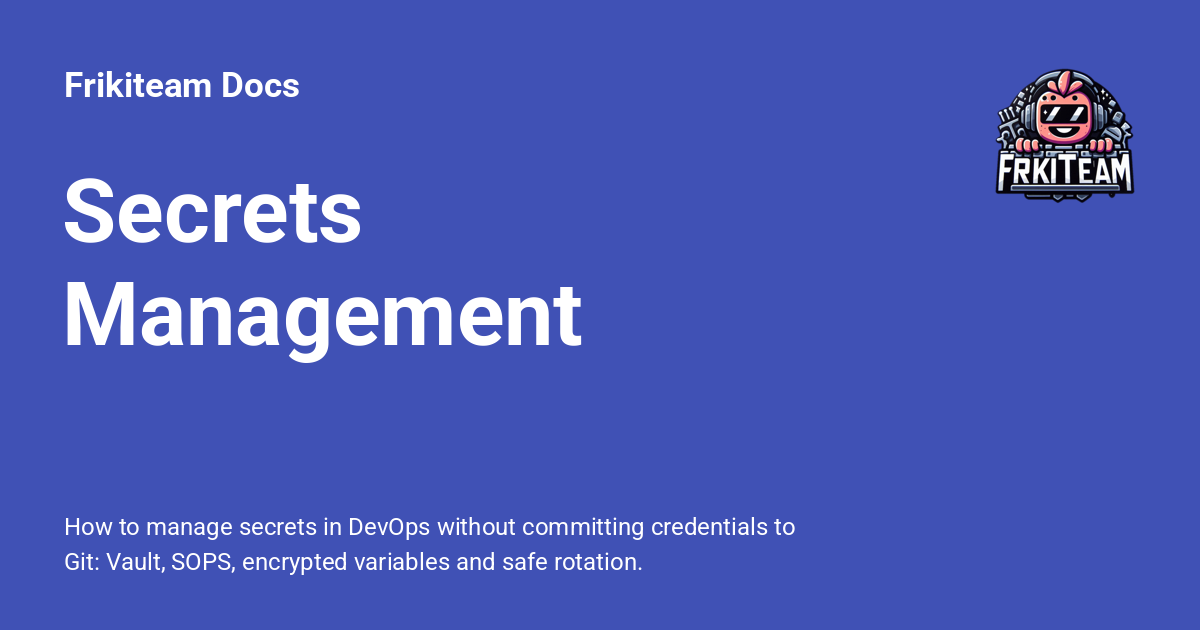 Frikiteam Docs
FRKITEAM
Secrets
Management
How to manage secrets in DevOps without committing credentials to
Git: Vault, SOPS, encrypted variables and safe rotation.